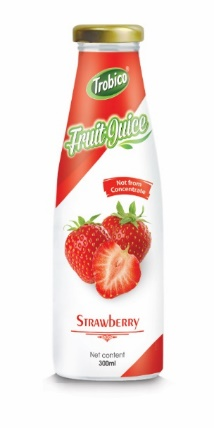 Trobico
Fruit Juice
Not from
Concentrate
STRAWBERRY
Net content
300ml